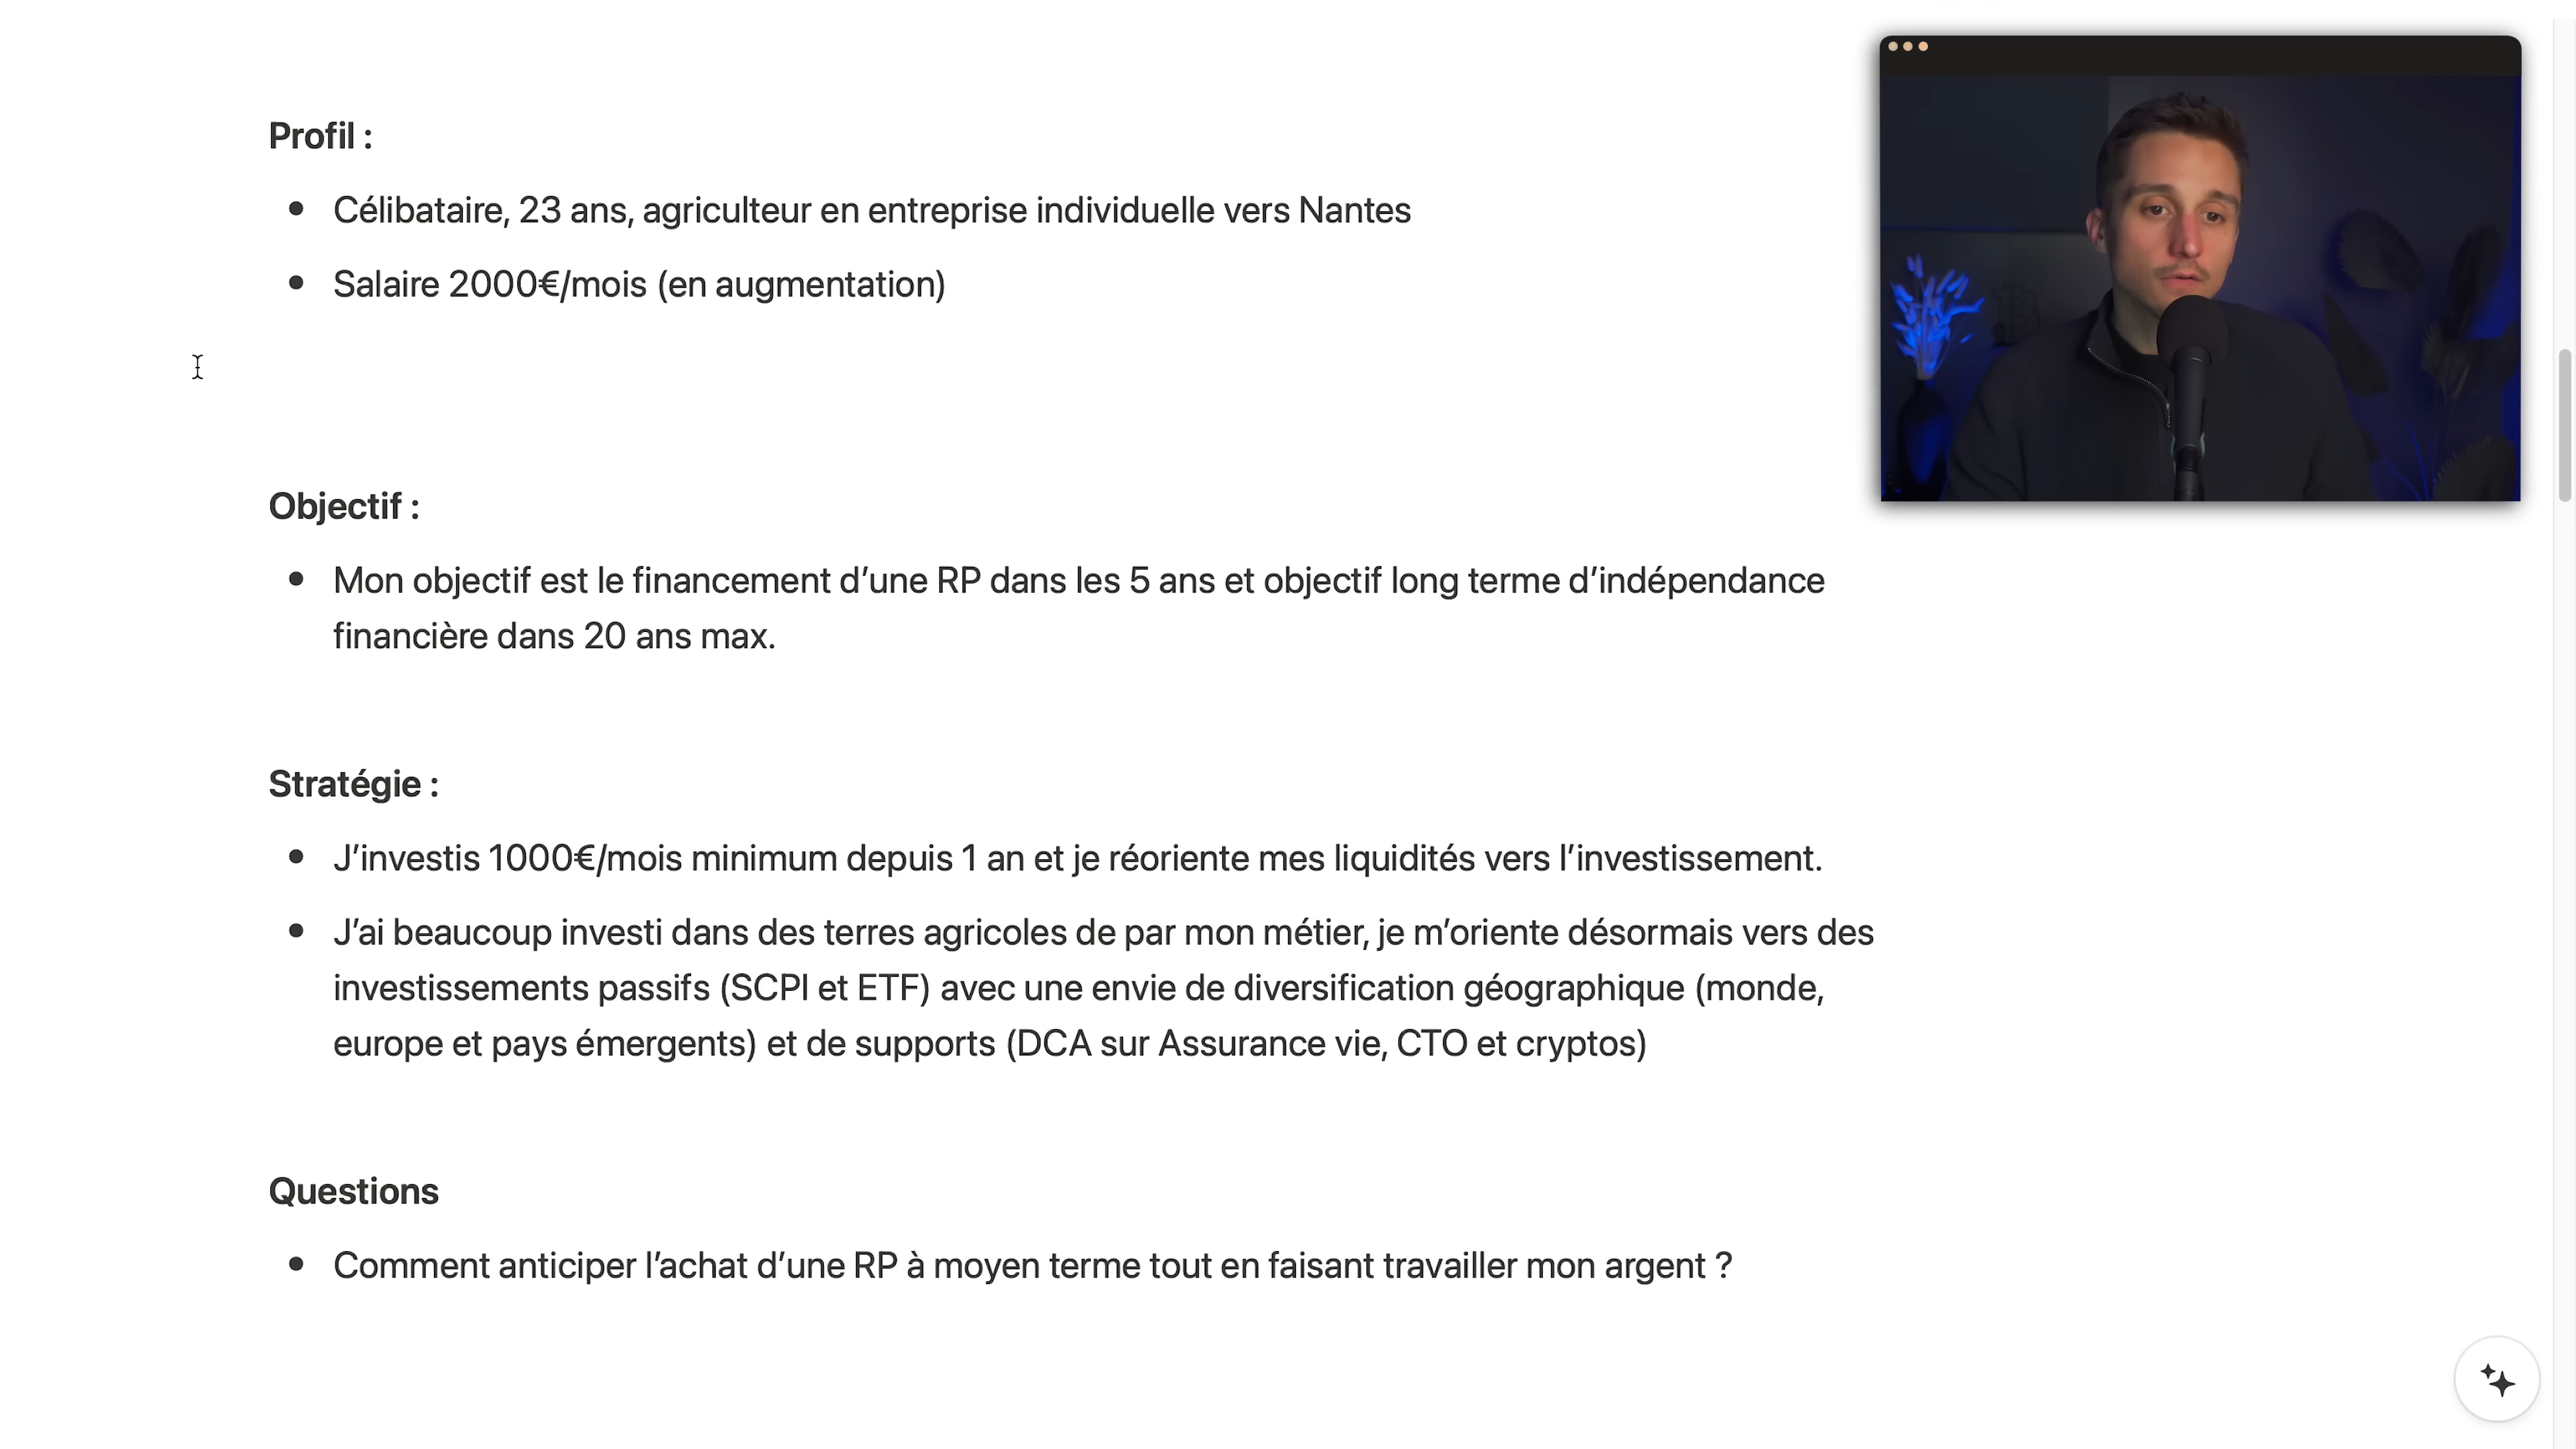 Profil :
• Célibataire, 23 ans, agriculteur en entreprise individuelle vers Nantes
• Salaire 2000€/mois (en augmentation)
Objectif :
• Mon objectif est le financement d’une RP dans les 5 ans et objectif long terme d’indépendance
financière dans 20 ans max.
Stratégie :
• J’investis 1000€/mois minimum depuis 1 an et je réoriente mes liquidités vers l’investissement.
• J’ai beaucoup investi dans des terres agricoles de par mon métier, je m’oriente désormais vers des
investissements passifs (SCPI et ETF) avec une envie de diversification géographique (monde,
europe et pays émergents) et de supports (DCA sur Assurance vie, CTO et cryptos)
Questions
• Comment anticiper l’achat d’une RP à moyen terme tout en faisant travailler mon argent ?